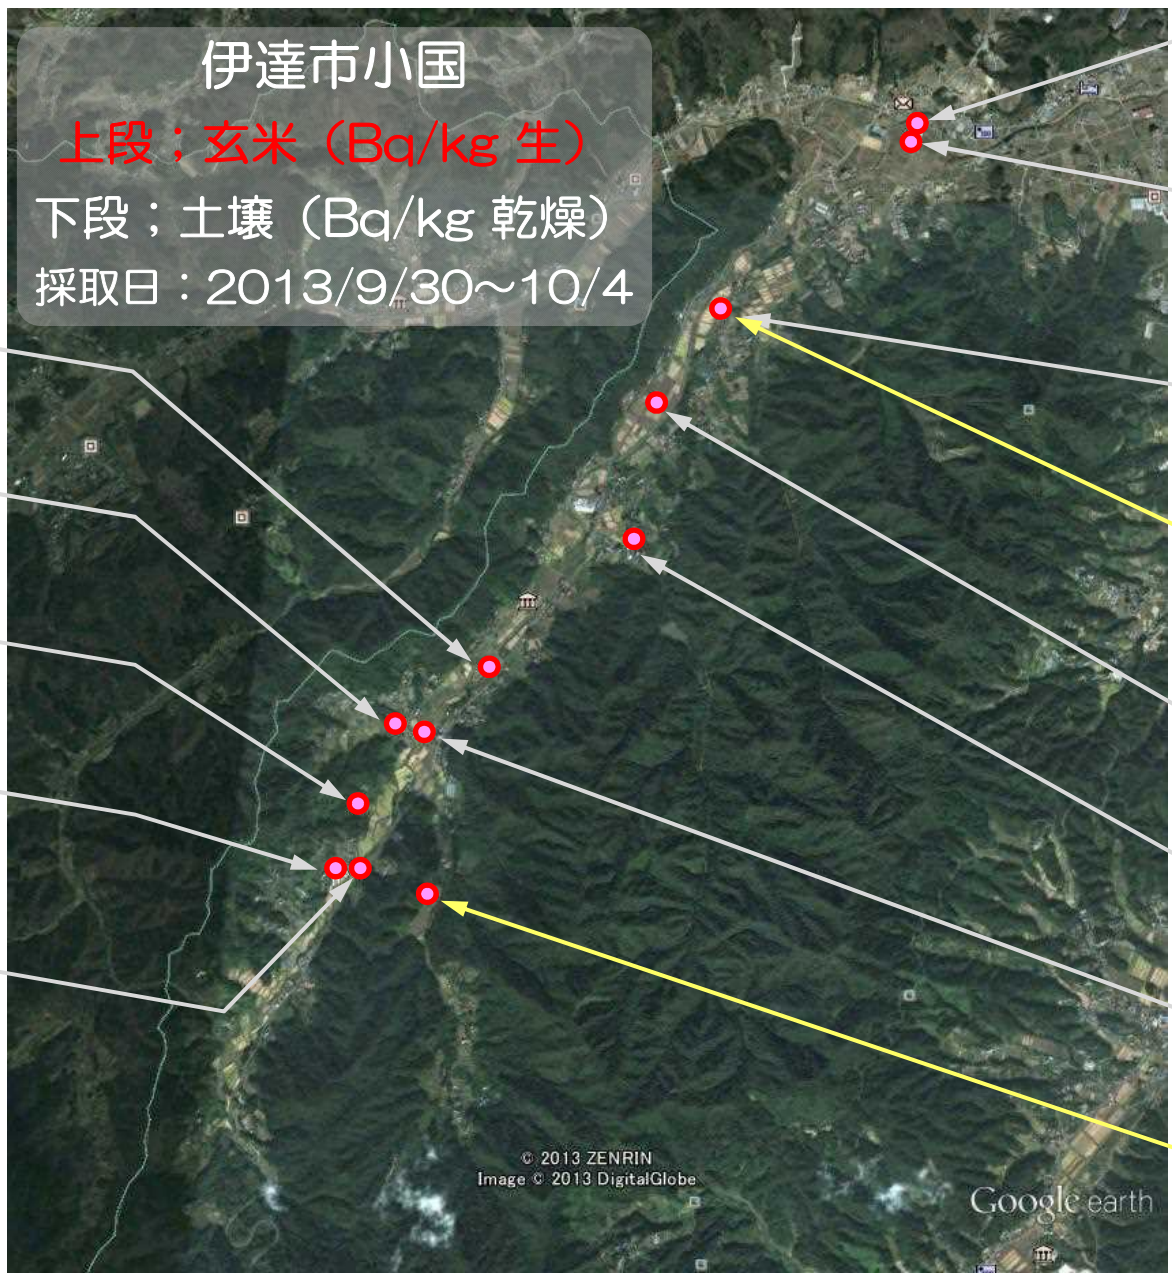 伊達市小国
上段；玄米（Bq/kg 生）
下段；土壌（Bq/kg 乾燥）
採取日：2013/9/30～10/4
© 2013 ZENRIN
Image © 2013 DigitalGlobe
Google earth